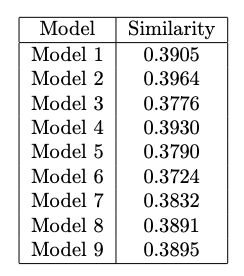 Model Similarity
Model 1 0.3905
Model 2 0.3964
Model 3 0.3776
Model 4 0.3930
Model 5 0.3790
Model 6 0.3724
Model 7 0.3832
Model 8 0.3891
Model 9 0.3895